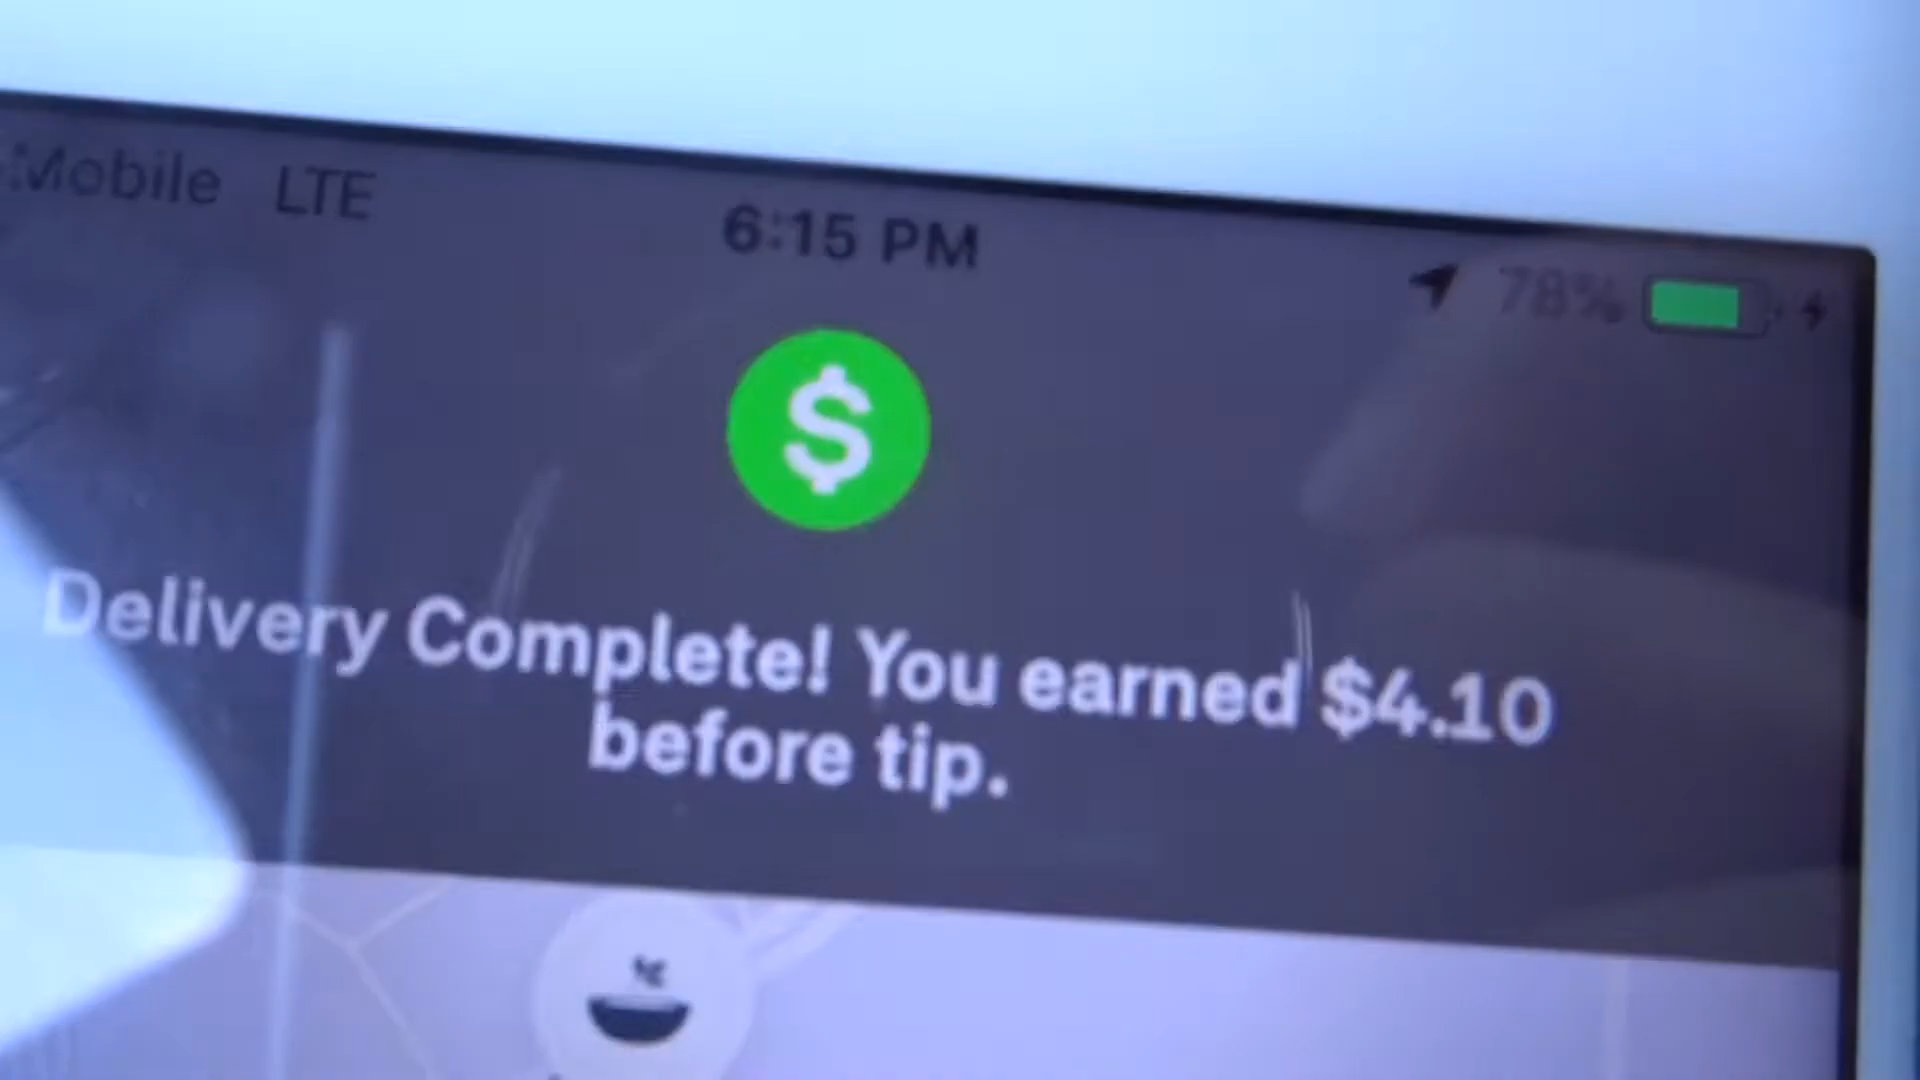 Mobile LTE 6:15 PM 78%
$
Delivery Complete! You earned $4.10
before tip.